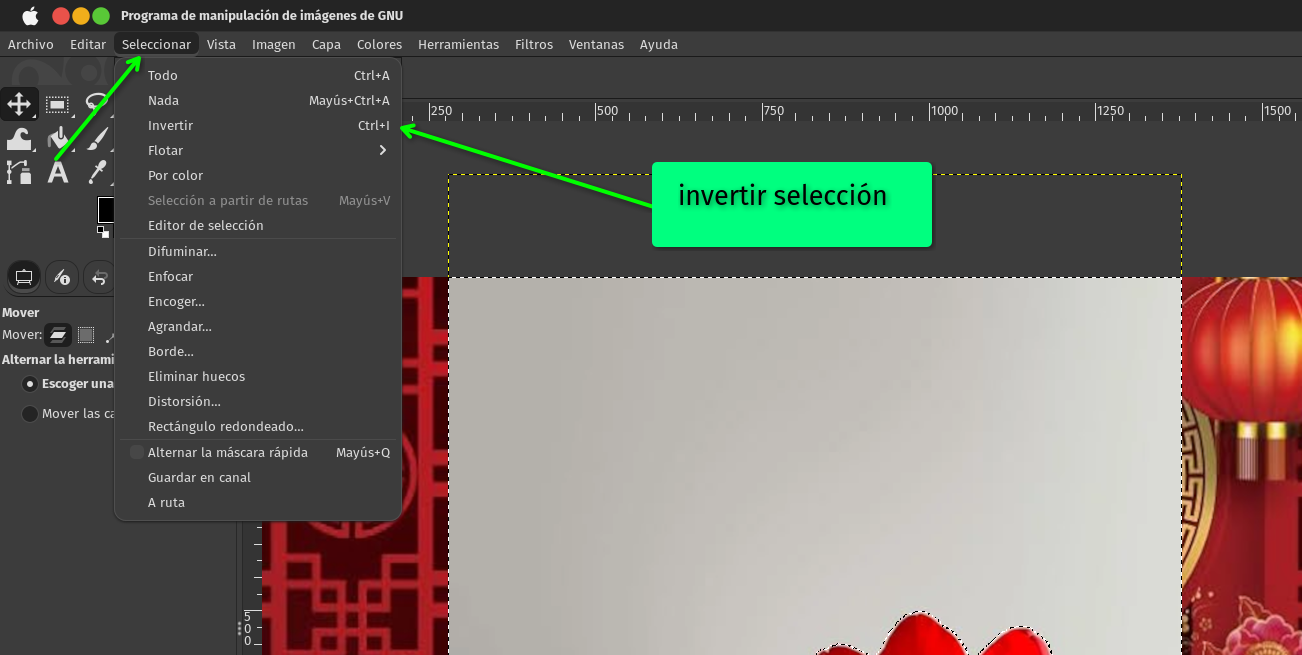 Programa de manipulación de imágenes de GNU
Archivo Editar Seleccionar Vista Imagen Capa Colores Herramientas Filtros Ventanas Ayuda
Todo Ctrl+A
Nada Mayús+Ctrl+A
Invertir Ctrl+I
Flotar
Por color
Selección a partir de rutas Mayús+V
Editor de selección
Difuminar...
Enfocar
Encoger...
Agrandar...
Borde...
Eliminar huecos
Distorsión...
Rectángulo redondeado...
Alternar la máscara rápida Mayús+Q
Guardar en canal
A ruta
250 500 750 1000 1250 1500
invertir selección
A
Mover
Mover:
Alternar la herrami
Escoger una
Mover las ca
500